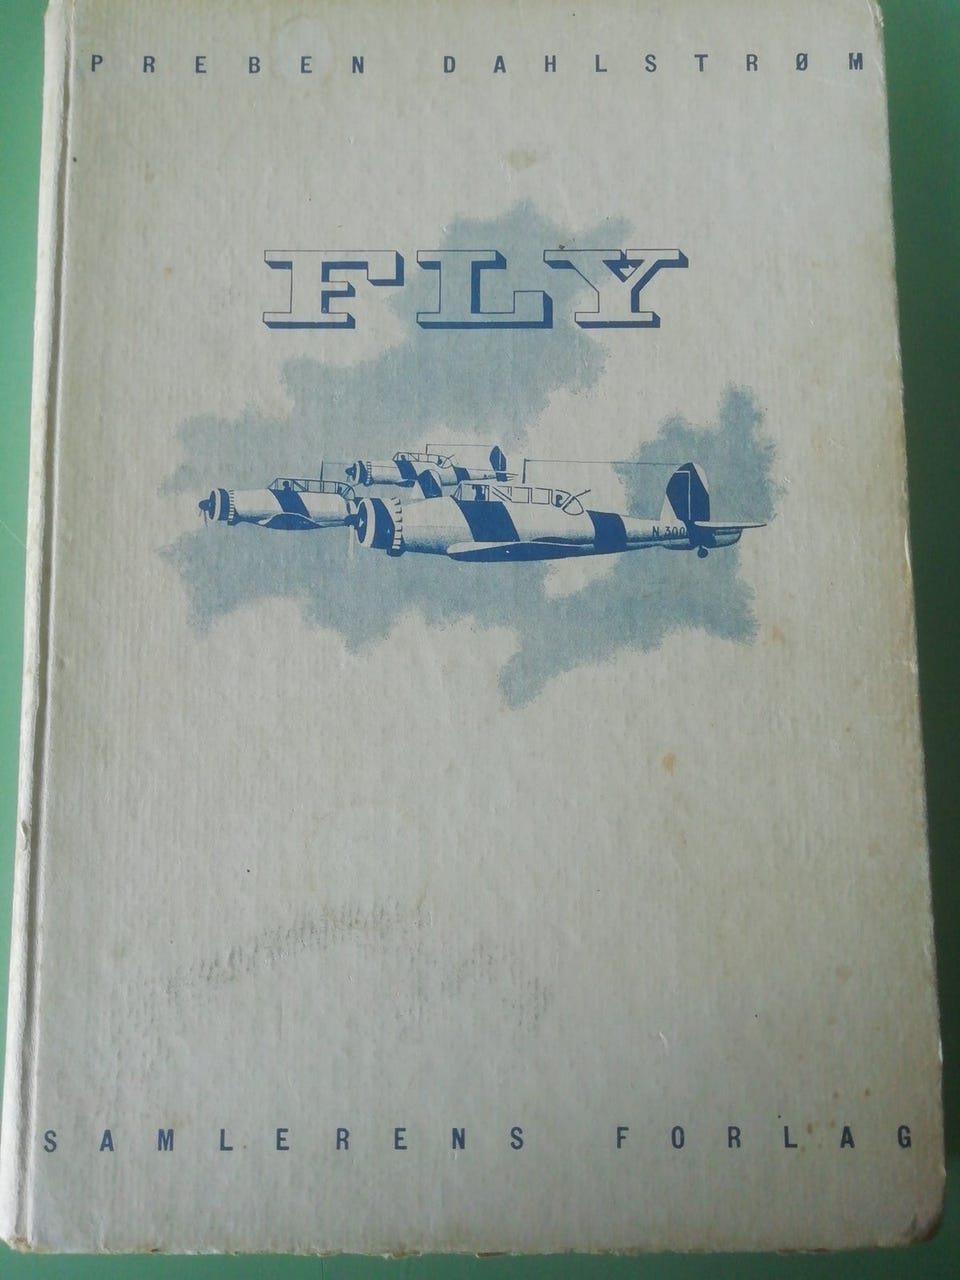 PREBEN DAHLSTRØM
FLY
N 300
SAMLERENS FORLAG